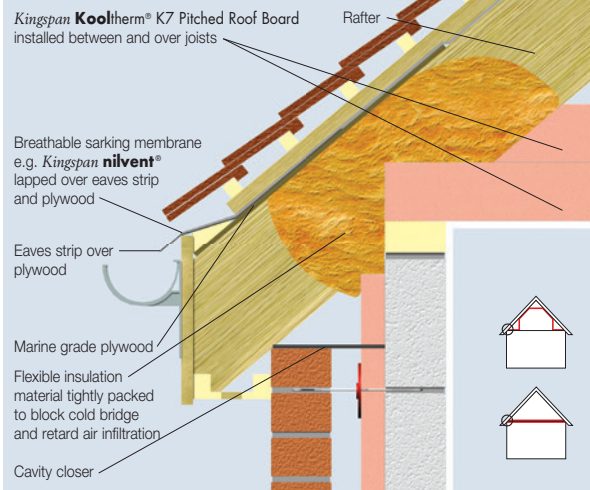 Kingspan Kooltherm® K7 Pitched Roof Board
installed between and over joists
Rafter
Breathable sarking membrane
e.g. Kingspan nilvent®
lapped over eaves strip
and plywood
Eaves strip over
plywood
Marine grade plywood
Flexible insulation
material tightly packed
to block cold bridge
and retard air infiltration
Cavity closer